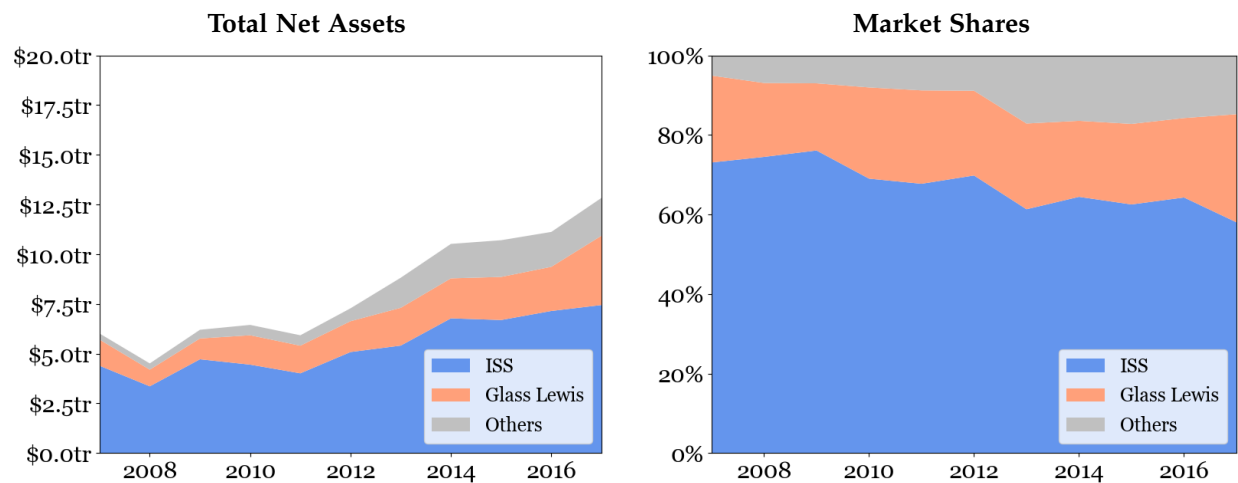 Total Net Assets
$20.0tr
$17.5tr
$15.0tr
$12.5tr
$10.0tr
$7.5tr
$5.0tr
$2.5tr
$0.0tr
2008 2010 2012 2014 2016
ISS
Glass Lewis
Others
Market Shares
100%
80%
60%
40%
20%
0%
2008 2010 2012 2014 2016
ISS
Glass Lewis
Others